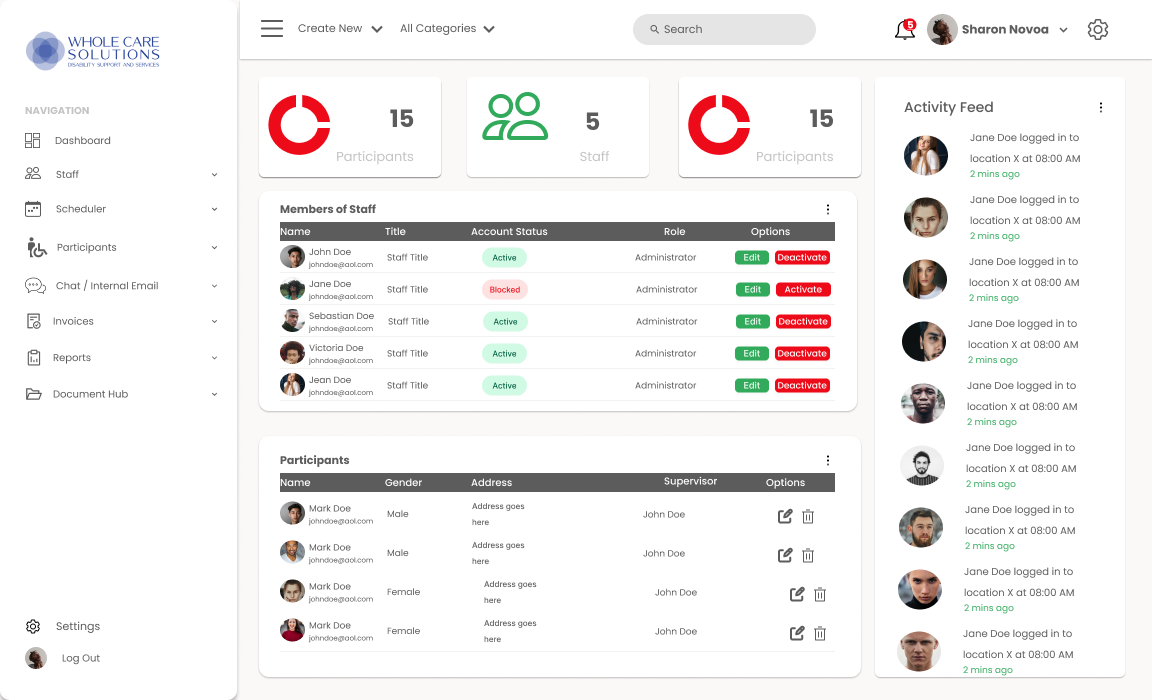 WHOLE CARE
SOLUTIONS
DISABILITY SUPPORT AND SERVICES
NAVIGATION
Dashboard
Staff
Scheduler
Participants
Chat / Internal Email
Invoices
Reports
Document Hub
Settings
Log Out
Create New
All Categories
Search
5
Sharon Novoa
15
Participants
5
Staff
15
Participants
Members of Staff
Name Title Account Status Role Options
John Doe
johndoe@aol.com
Staff Title Active Administrator Edit Deactivate
Jane Doe
johndoe@aol.com
Staff Title Blocked Administrator Edit Activate
Sebastian Doe
johndoe@aol.com
Staff Title Active Administrator Edit Deactivate
Victoria Doe
johndoe@aol.com
Staff Title Active Administrator Edit Deactivate
Jean Doe
johndoe@aol.com
Staff Title Active Administrator Edit Deactivate
Participants
Name Gender Address Supervisor Options
Mark Doe
johndoe@aol.com
Male
Address goes
here
John Doe
Mark Doe
johndoe@aol.com
Male
Address goes
here
John Doe
Mark Doe
johndoe@aol.com
Female
Address goes
here
John Doe
Mark Doe
johndoe@aol.com
Female
Address goes
here
John Doe
Activity Feed
Jane Doe logged in to
location X at 08:00 AM
2 mins ago
Jane Doe logged in to
location X at 08:00 AM
2 mins ago
Jane Doe logged in to
location X at 08:00 AM
2 mins ago
Jane Doe logged in to
location X at 08:00 AM
2 mins ago
Jane Doe logged in to
location X at 08:00 AM
2 mins ago
Jane Doe logged in to
location X at 08:00 AM
2 mins ago
Jane Doe logged in to
location X at 08:00 AM
2 mins ago
Jane Doe logged in to
location X at 08:00 AM
2 mins ago
Jane Doe logged in to
location X at 08:00 AM
2 mins ago